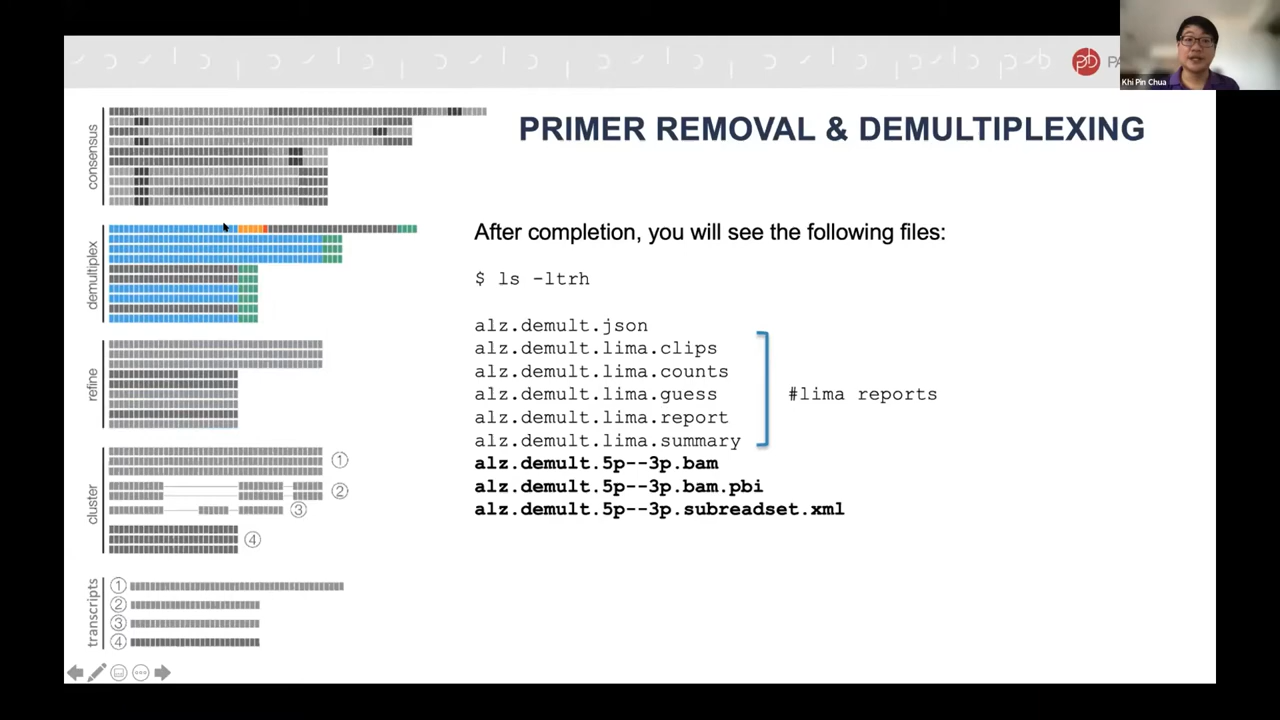 Khi Pin Chua
PRIMER REMOVAL & DEMULTIPLEXING
consensus
demultiplex
refine
cluster
1
2
3
4
transcripts
1
2
3
4
After completion, you will see the following files:
$ ls -ltrh
alz.demult.json
alz.demult.lima.clips
alz.demult.lima.counts
alz.demult.lima.guess
alz.demult.lima.report
alz.demult.lima.summary
#lima reports
alz.demult.5p--3p.bam
alz.demult.5p--3p.bam.pbi
alz.demult.5p--3p.subreadset.xml